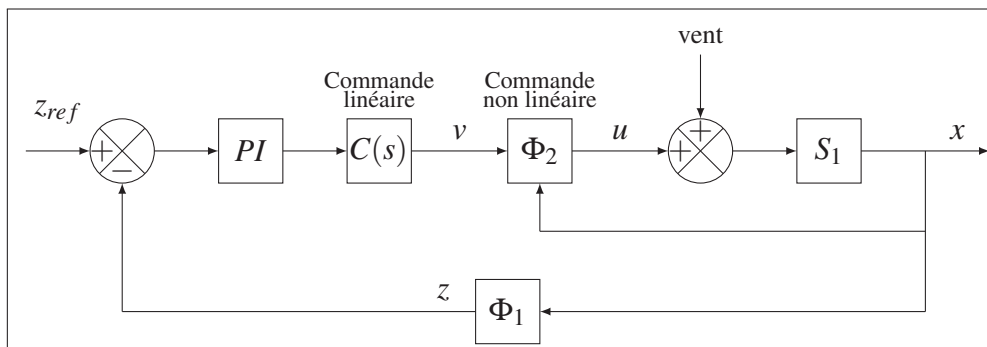 vent
Commande
linéaire
Commande
non linéaire
z_ref
+
−
PI
C(s)
v
Φ₂
u
+
+
S₁
x
z
Φ₁